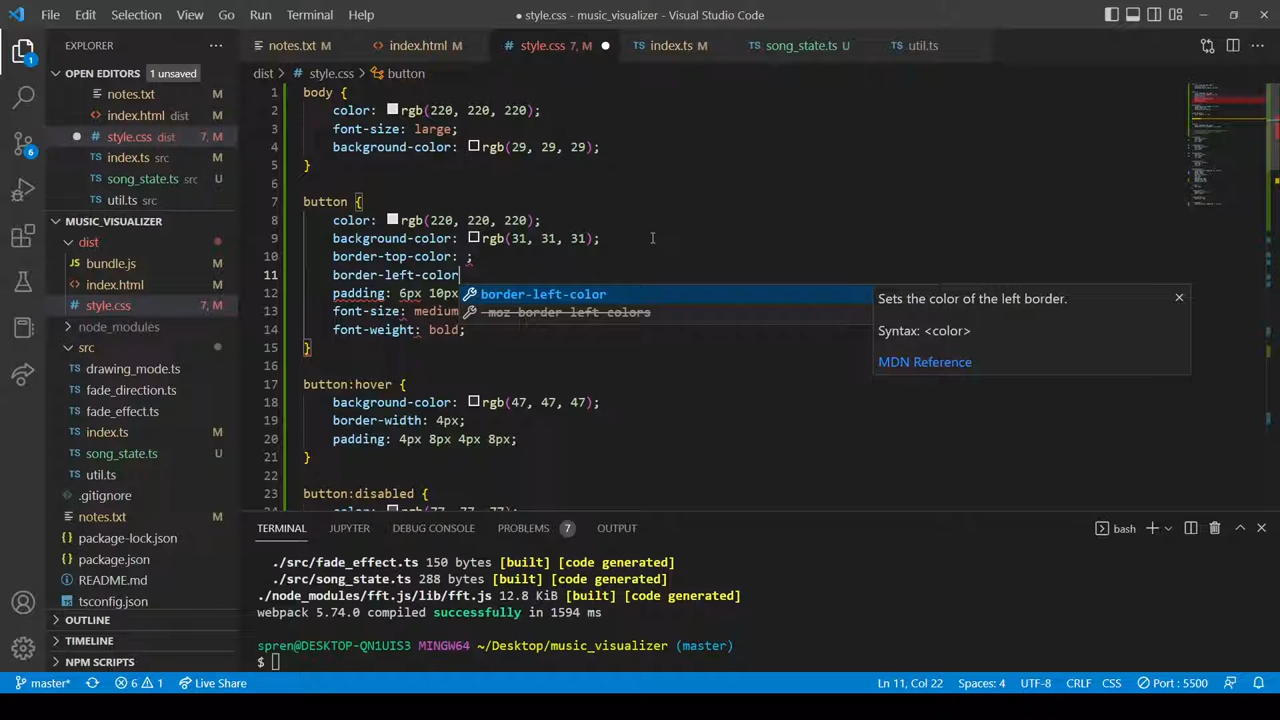 File Edit Selection View Go Run Terminal Help
● style.css - music_visualizer - Visual Studio Code
EXPLORER ···
notes.txt M
index.html M
# style.css 7, M ●
TS index.ts M
TS song_state.ts U
TS util.ts
OPEN EDITORS 1 unsaved
notes.txt M
index.html dist M
# style.css dist 7, M
TS index.ts src M
TS song_state.ts src U
TS util.ts src
MUSIC_VISUALIZER
dist
bundle.js M
index.html M
# style.css 7, M
node_modules
src
TS drawing_mode.ts
TS fade_direction.ts
TS fade_effect.ts
TS index.ts M
TS song_state.ts U
TS util.ts
.gitignore
notes.txt M
package-lock.json
package.json
README.md
tsconfig.json
OUTLINE
TIMELINE
NPM SCRIPTS
1
6
dist > # style.css > button
1 body {
2 color: rgb(220, 220, 220);
3 font-size: large;
4 background-color: rgb(29, 29, 29);
5 }
6
7 button {
8 color: rgb(220, 220, 220);
9 background-color: rgb(31, 31, 31);
10 border-top-color: ;
11 border-left-color
12 padding: 6px 10px
13 font-size: medium
14 font-weight: bold;
15 }
16
17 button:hover {
18 background-color: rgb(47, 47, 47);
19 border-width: 4px;
20 padding: 4px 8px 4px 8px;
21 }
22
23 button:disabled {
border-left-color
-moz-border-left-colors
Sets the color of the left border.
Syntax: <color>
MDN Reference
TERMINAL JUPYTER DEBUG CONSOLE PROBLEMS 7 OUTPUT
bash
./src/fade_effect.ts 150 bytes [built] [code generated]
./src/song_state.ts 288 bytes [built] [code generated]
./node_modules/fft.js/lib/fft.js 12.8 KiB [built] [code generated]
webpack 5.74.0 compiled successfully in 1594 ms
spren@DESKTOP-QN1UIS3 MINGW64 ~/Desktop/music_visualizer (master)
$
master* 6 1 Live Share
Ln 11, Col 22 Spaces: 4 UTF-8 CRLF CSS Port : 5500